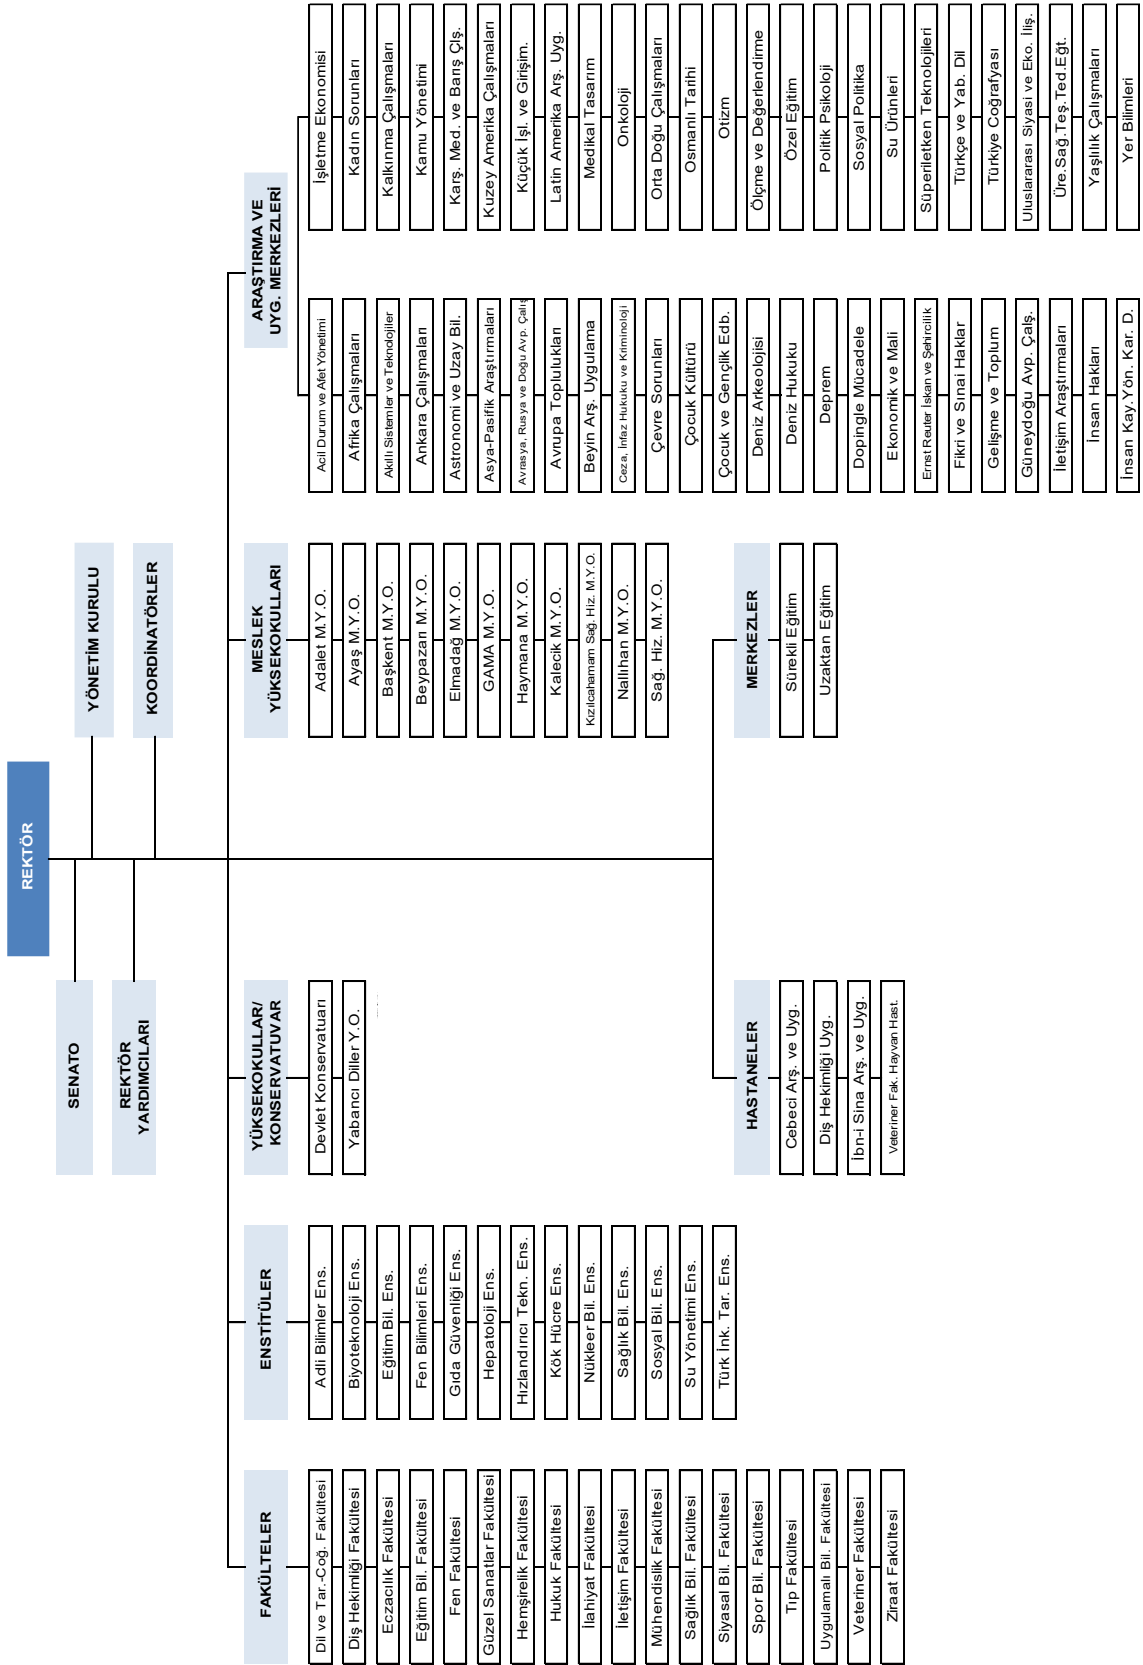 REKTÖR
SENATO
YÖNETİM KURULU
REKTÖR
YARDIMCILARI
KOORDİNATÖRLER
FAKÜLTELER
Dil ve Tar.-Coğ. Fakültesi
Diş Hekimliği Fakültesi
Eczacılık Fakültesi
Eğitim Bil. Fakültesi
Fen Fakültesi
Güzel Sanatlar Fakültesi
Hemşirelik Fakültesi
Hukuk Fakültesi
İlahiyat Fakültesi
İletişim Fakültesi
Mühendislik Fakültesi
Sağlık Bil. Fakültesi
Siyasal Bil. Fakültesi
Spor Bil. Fakültesi
Tıp Fakültesi
Uygulamalı Bil. Fakültesi
Veteriner Fakültesi
Ziraat Fakültesi
ENSTİTÜLER
Adli Bilimler Ens.
Biyoteknoloji Ens.
Eğitim Bil. Ens.
Fen Bilimleri Ens.
Gıda Güvenliği Ens.
Hepatoloji Ens.
Hızlandırıcı Tekn. Ens.
Kök Hücre Ens.
Nükleer Bil. Ens.
Sağlık Bil. Ens.
Sosyal Bil. Ens.
Su Yönetimi Ens.
Türk İnk. Tar. Ens.
YÜKSEKOKULLAR/
KONSERVATUVAR
Devlet Konservatuarı
Yabancı Diller Y.O.
MESLEK
YÜKSEKOKULLARI
Adalet M.Y.O.
Ayaş M.Y.O.
Başkent M.Y.O.
Beypazarı M.Y.O.
Elmadağ M.Y.O.
GAMA M.Y.O.
Haymana M.Y.O.
Kalecik M.Y.O.
Kızılcahamam Sağ. Hiz. M.Y.O.
Nallıhan M.Y.O.
Sağ. Hiz. M.Y.O.
ARAŞTIRMA VE
UYG. MERKEZLERİ
Acil Durum ve Afet Yönetimi
Afrika Çalışmaları
Akıllı Sistemler ve Teknolojiler
Ankara Çalışmaları
Astronomi ve Uzay Bil.
Asya-Pasifik Araştırmaları
Avrasya, Rusya ve Doğu Avp. Çalış
Avrupa Toplulukları
Beyin Arş. Uygulama
Ceza, İnfaz Hukuku ve Kriminoloji
Çevre Sorunları
Çocuk Kültürü
Çocuk ve Gençlik Edb.
Deniz Arkeolojisi
Deniz Hukuku
Deprem
Dopingle Mücadele
Ekonomik ve Mali
Ernst Reuter İskan ve Şehircilik
Fikri ve Sınai Haklar
Gelişme ve Toplum
Güneydoğu Avp. Çalş.
İletişim Araştırmaları
İnsan Hakları
İnsan Kay.Yön. Kar. D.
İşletme Ekonomisi
Kadın Sorunları
Kalkınma Çalışmaları
Kamu Yönetimi
Karş. Med. ve Barış Çlş.
Kuzey Amerika Çalışmaları
Küçük İşl. ve Girişim.
Latin Amerika Arş. Uyg.
Medikal Tasarım
Onkoloji
Orta Doğu Çalışmaları
Osmanlı Tarihi
Otizm
Ölçme ve Değerlendirme
Özel Eğitim
Politik Psikoloji
Sosyal Politika
Su Ürünleri
Süperiletken Teknolojileri
Türkçe ve Yab. Dil
Türkiye Coğrafyası
Uluslararası Siyasi ve Eko. İliş.
Üre.Sağ.Teş.Ted.Eğt.
Yaşlılık Çalışmaları
Yer Bilimleri
HASTANELER
Cebeci Arş. ve Uyg.
Diş Hekimliği Uyg.
İbn-i Sina Arş. ve Uyg.
Veteriner Fak. Hayvan Hast.
MERKEZLER
Sürekli Eğitim
Uzaktan Eğitim